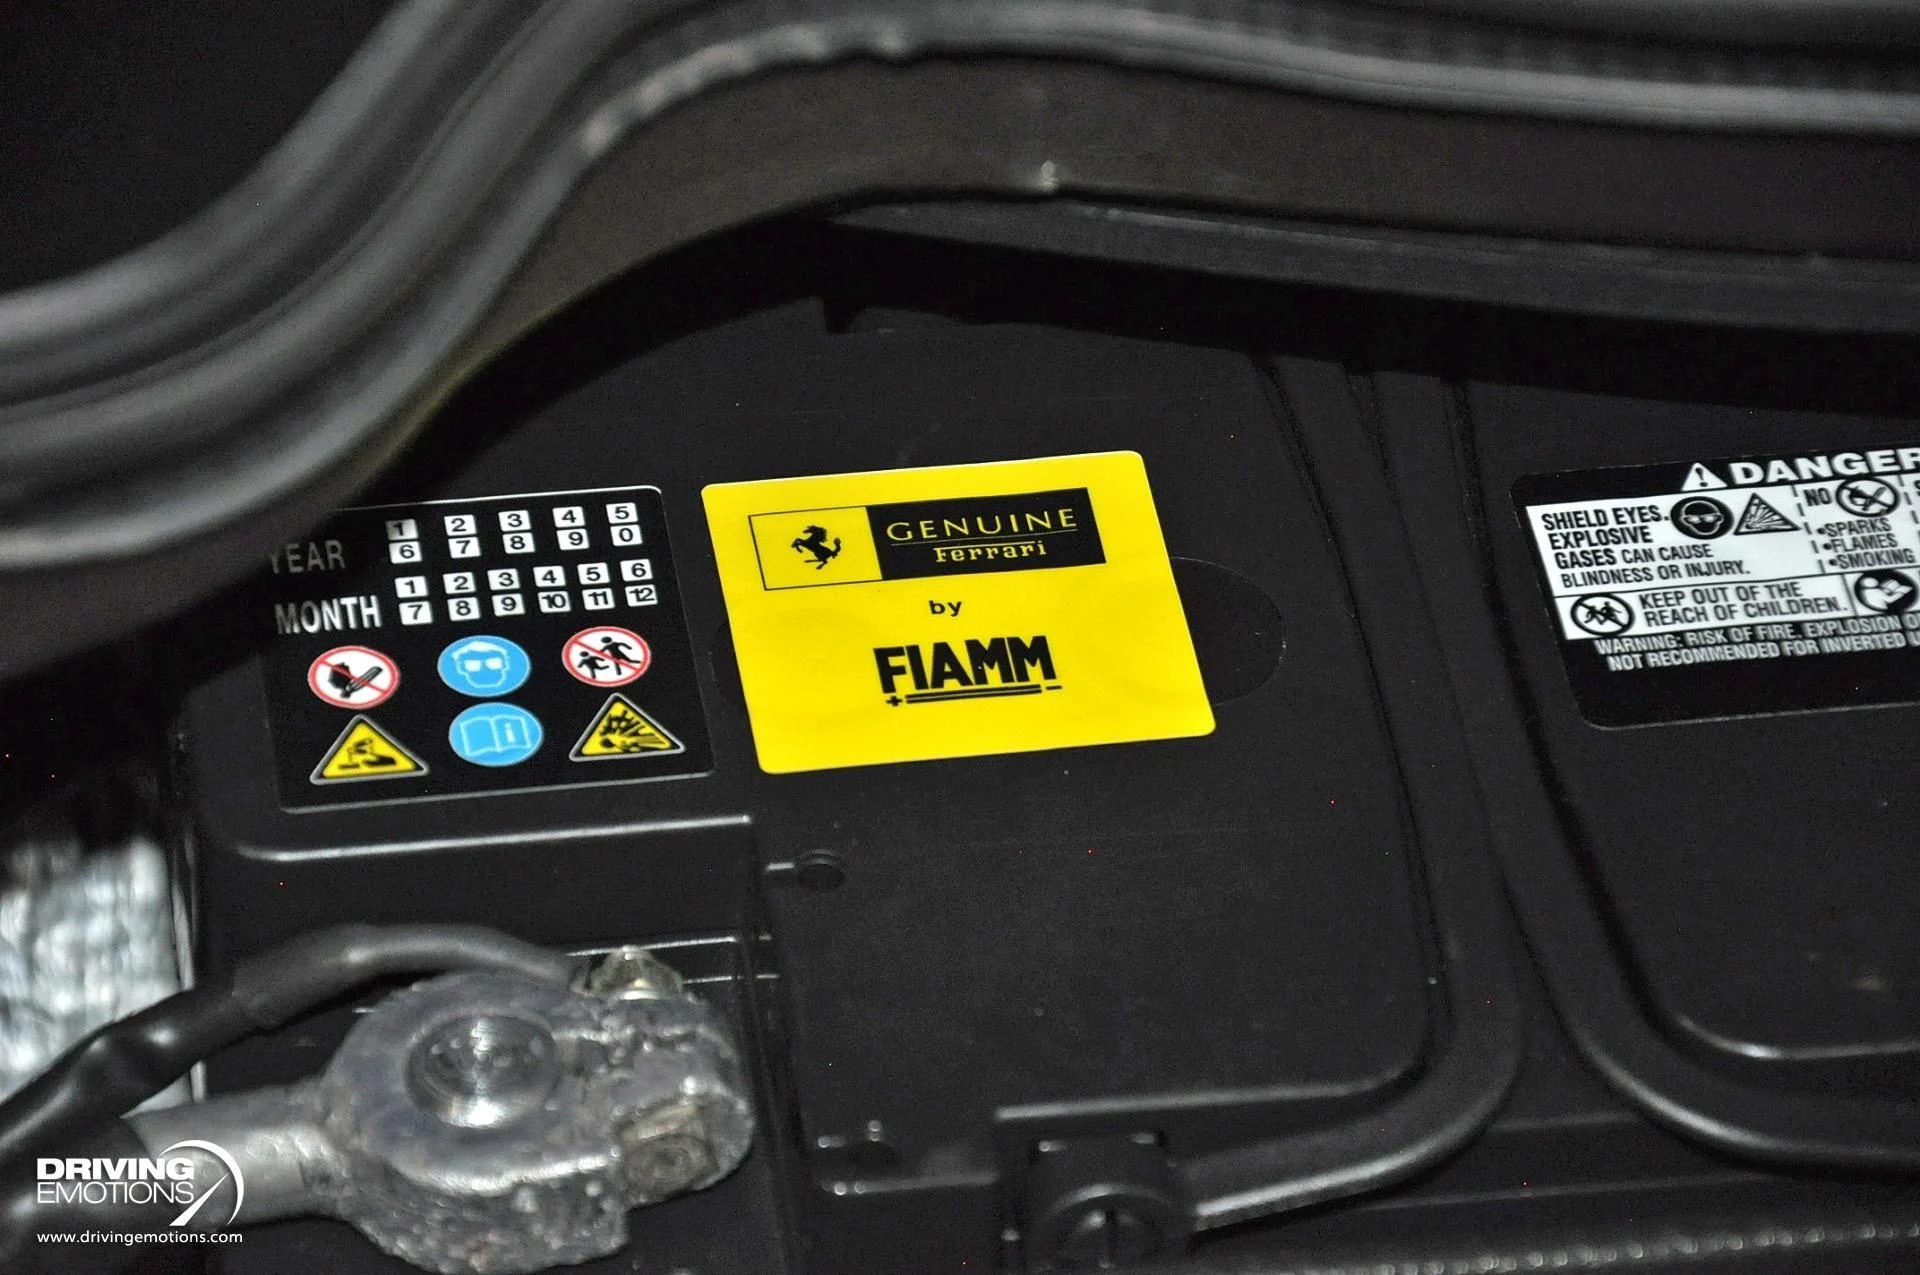 YEAR
1 2 3 4 5
6 7 8 9 0
MONTH
1 2 3 4 5 6
7 8 9 10 11 12
GENUINE
Ferrari
by
FIAMM
+ -
DANGER
SHIELD EYES.
EXPLOSIVE
GASES CAN CAUSE
BLINDNESS OR INJURY.
NO
•SPARKS
•FLAMES
•SMOKING
KEEP OUT OF THE
REACH OF CHILDREN.
WARNING: RISK OF FIRE, EXPLOSION
NOT RECOMMENDED FOR INVERTED
DRIVING
EMOTIONS
www.drivingemotions.com